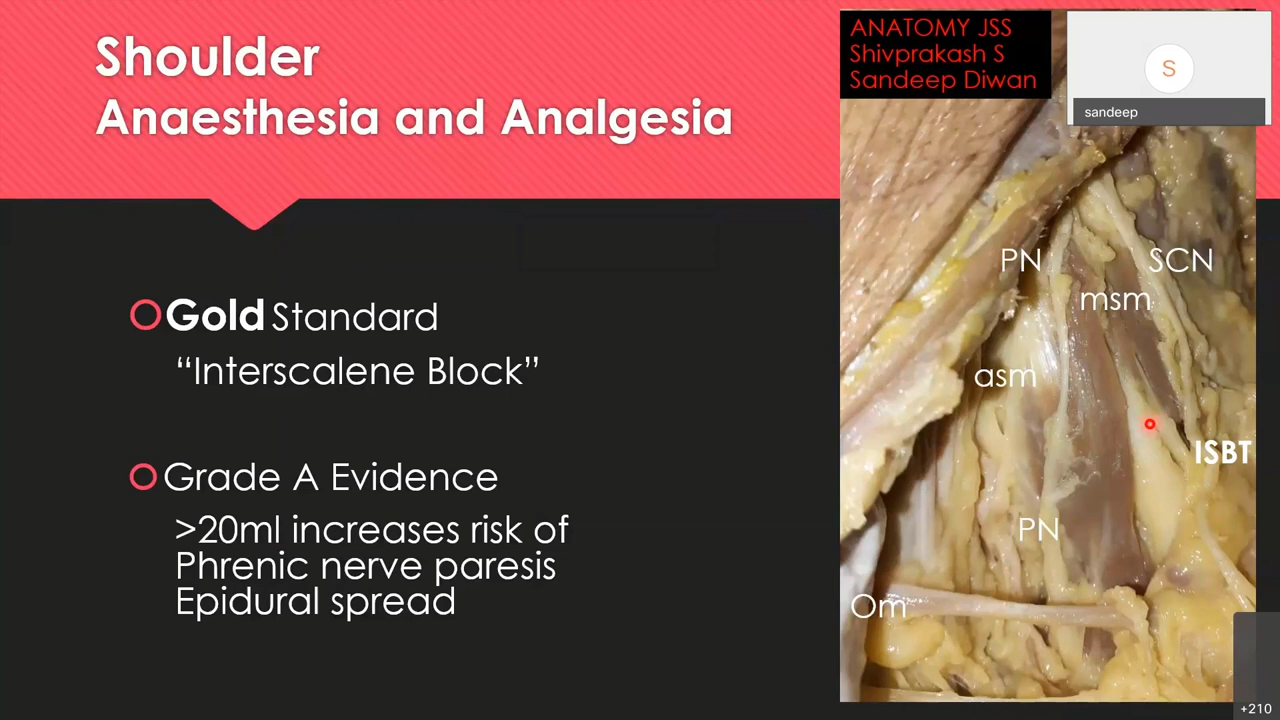 Shoulder
Anaesthesia and Analgesia
Gold Standard
“Interscalene Block”
Grade A Evidence
>20ml increases risk of
Phrenic nerve paresis
Epidural spread
ANATOMY JSS
Shivprakash S
Sandeep Diwan
S
sandeep
PN
SCN
msm
asm
ISBT
PN
Om
+210